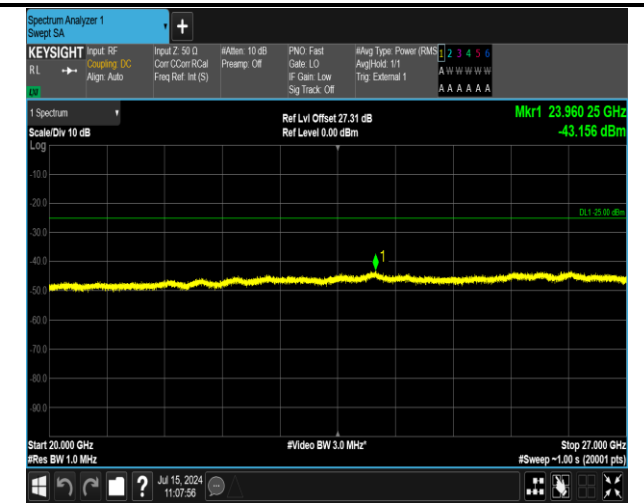 Spectrum Analyzer 1
Swept SA
+
KEYSIGHT
RL
Input: RF
Coupling: DC
Align: Auto
Input Z: 50 Ω
Corr CCorr RCal
Freq Ref: Int (S)
#Atten: 10 dB
Preamp: Off
PNO: Fast
Gate: LO
IF Gain: Low
Sig Track: Off
#Avg Type: Power (RMS
Avg|Hold: 1/1
Trig: External 1
1 2 3 4 5 6
A W W W W W
A A A A A A
1 Spectrum
Scale/Div 10 dB
Log
Ref Lvl Offset 27.31 dB
Ref Level 0.00 dBm
Mkr1 23.960 25 GHz
-43.156 dBm
-10.0
-20.0
DL1 -25.00 dBm
-30.0
-40.0
1
-50.0
-60.0
-70.0
-80.0
-90.0
Start 20.000 GHz
#Video BW 3.0 MHz*
Stop 27.000 GHz
#Res BW 1.0 MHz
#Sweep ~1.00 s (20001 pts)
?
Jul 15, 2024
11:07:56